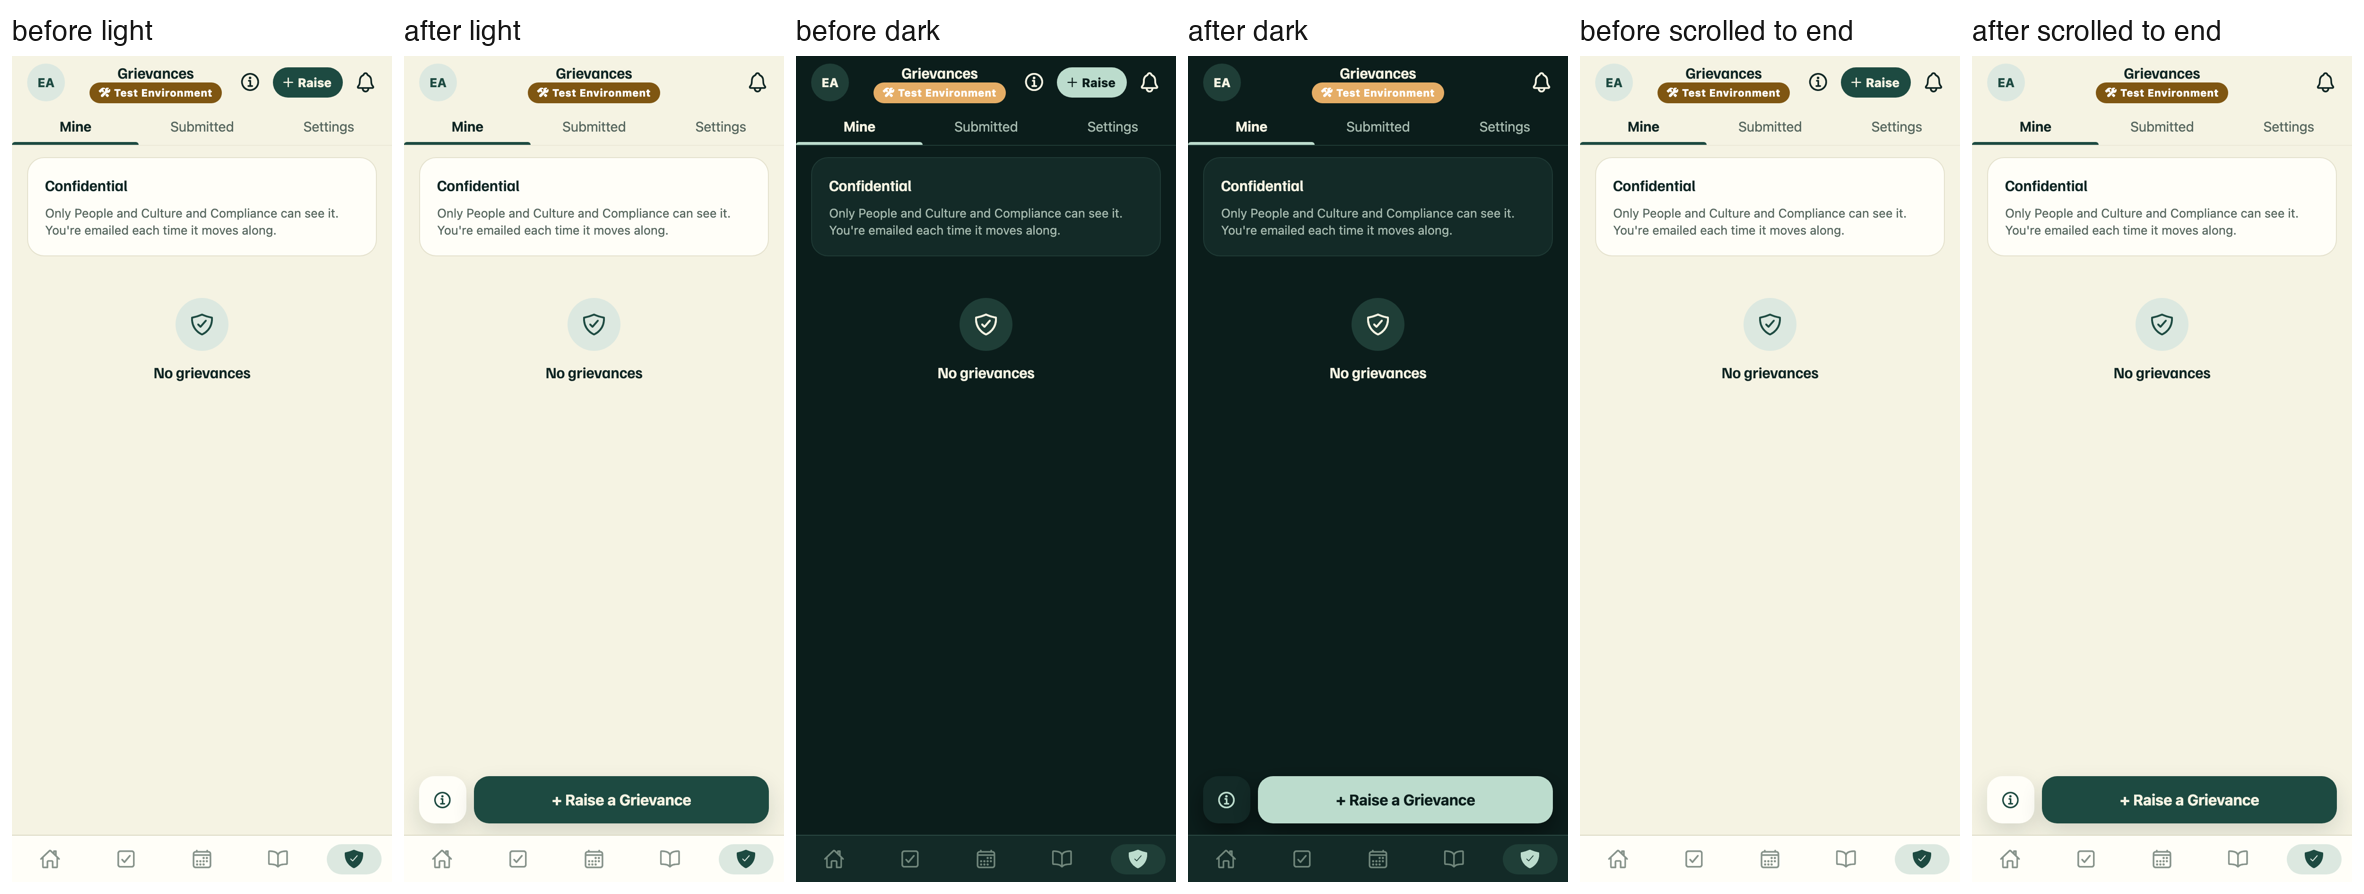 before light
EA
Grievances
🛠 Test Environment
+ Raise
Mine
Submitted
Settings
Confidential
Only People and Culture and Compliance can see it.
You're emailed each time it moves along.
No grievances
after light
EA
Grievances
🛠 Test Environment
Mine
Submitted
Settings
Confidential
Only People and Culture and Compliance can see it.
You're emailed each time it moves along.
No grievances
+ Raise a Grievance
before dark
EA
Grievances
🛠 Test Environment
+ Raise
Mine
Submitted
Settings
Confidential
Only People and Culture and Compliance can see it.
You're emailed each time it moves along.
No grievances
after dark
EA
Grievances
🛠 Test Environment
Mine
Submitted
Settings
Confidential
Only People and Culture and Compliance can see it.
You're emailed each time it moves along.
No grievances
+ Raise a Grievance
before scrolled to end
EA
Grievances
🛠 Test Environment
+ Raise
Mine
Submitted
Settings
Confidential
Only People and Culture and Compliance can see it.
You're emailed each time it moves along.
No grievances
after scrolled to end
EA
Grievances
🛠 Test Environment
Mine
Submitted
Settings
Confidential
Only People and Culture and Compliance can see it.
You're emailed each time it moves along.
No grievances
+ Raise a Grievance